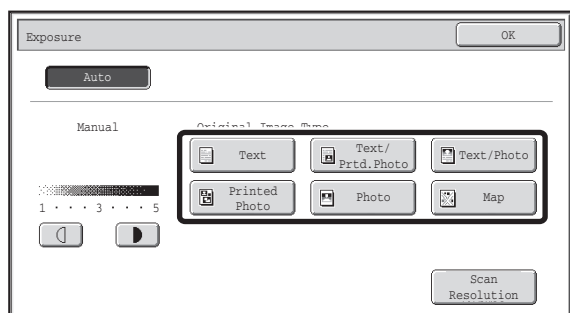 Exposure
OK
Auto
Manual
Original Image Type
Text
Text/
Prtd.Photo
Text/Photo
Printed
Photo
Photo
Map
1 · · · 3 · · · 5
Scan
Resolution